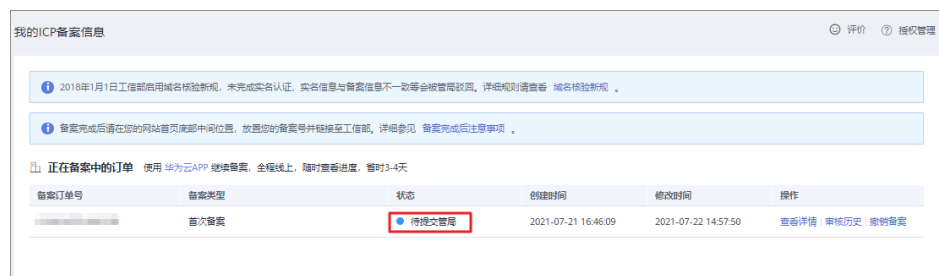 我的ICP备案信息 评价 授权管理
2018年1月1日工信部启用域名核验新规，未完成实名认证、实名信息与备案信息不一致等会被管局驳回。详细规则请查看 域名核验新规 。
备案完成后请在您的网站首页底部中间位置，放置您的备案号并链接至工信部。详细参见 备案完成后注意事项 。
正在备案中的订单 使用 华为云APP 继续备案，全程线上，随时查看进度，省时3-4天
备案订单号 备案类型 状态 创建时间 修改时间 操作
首次备案 待提交管局 2021-07-21 16:46:09 2021-07-22 14:57:50 查看详情 审核历史 撤销备案